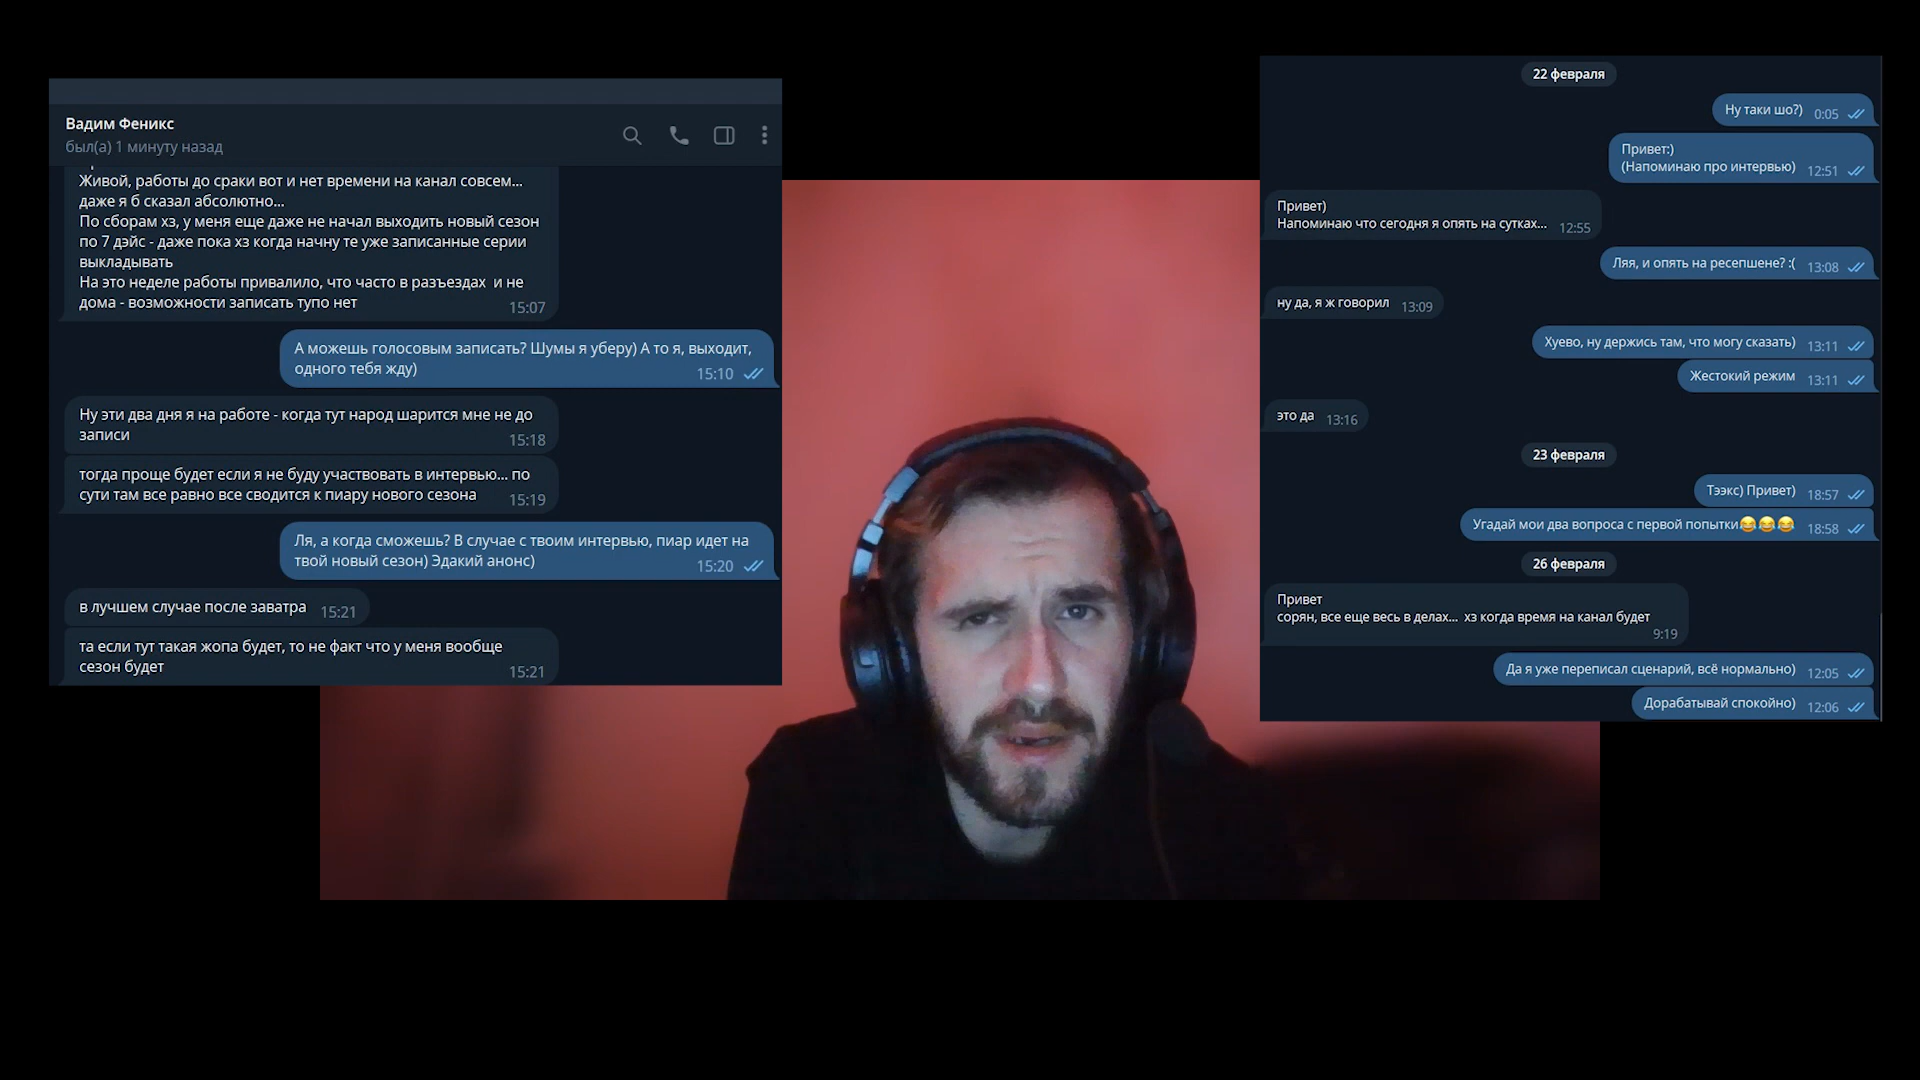 Вадим Феникс
был(а) 1 минуту назад
Живой, работы до сраки вот и нет времени на канал совсем...
даже я б сказал абсолютно...
По сборам хз, у меня еще даже не начал выходить новый сезон
по 7 дэйс - даже пока хз когда начну те уже записанные серии
выкладывать
На это неделе работы привалило, что часто в разъездах и не
дома - возможности записать тупо нет
15:07
А можешь голосовым записать? Шумы я уберу) А то я, выходит,
одного тебя жду)
15:10
Ну эти два дня я на работе - когда тут народ шарится мне не до
записи
15:18
тогда проще будет если я не буду участвовать в интервью... по
сути там все равно все сводится к пиару нового сезона
15:19
Ля, а когда сможешь? В случае с твоим интервью, пиар идет на
твой новый сезон) Эдакий анонс)
15:20
в лучшем случае после заватра 15:21
та если тут такая жопа будет, то не факт что у меня вообще
сезон будет
15:21
22 февраля
Ну таки шо?) 0:05
Привет:)
(Напоминаю про интервью) 12:51
Привет)
Напоминаю что сегодня я опять на сутках... 12:55
Ляя, и опять на ресепшене? :( 13:08
ну да, я ж говорил 13:09
Хуево, ну держись там, что могу сказать) 13:11
Жестокий режим 13:11
это да 13:16
23 февраля
Тээкс) Привет) 18:57
Угадай мои два вопроса с первой попытки😂😂😂 18:58
26 февраля
Привет
сорян, все еще весь в делах... хз когда время на канал будет
9:19
Да я уже переписал сценарий, всё нормально) 12:05
Дорабатывай спокойно) 12:06